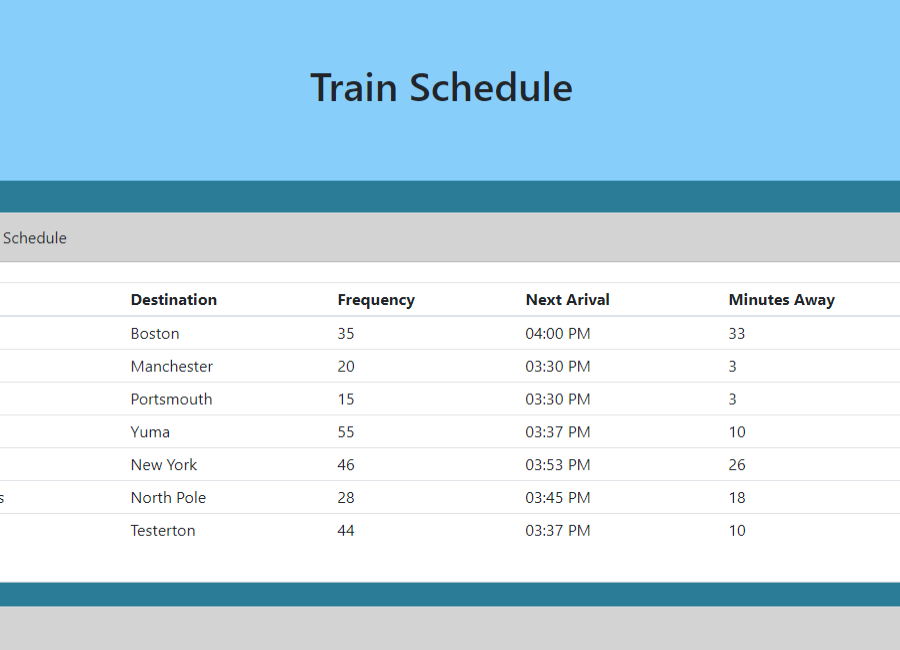 Train Schedule
Schedule
Destination Frequency Next Arival Minutes Away
Boston 35 04:00 PM 33
Manchester 20 03:30 PM 3
Portsmouth 15 03:30 PM 3
Yuma 55 03:37 PM 10
New York 46 03:53 PM 26
s North Pole 28 03:45 PM 18
Testerton 44 03:37 PM 10